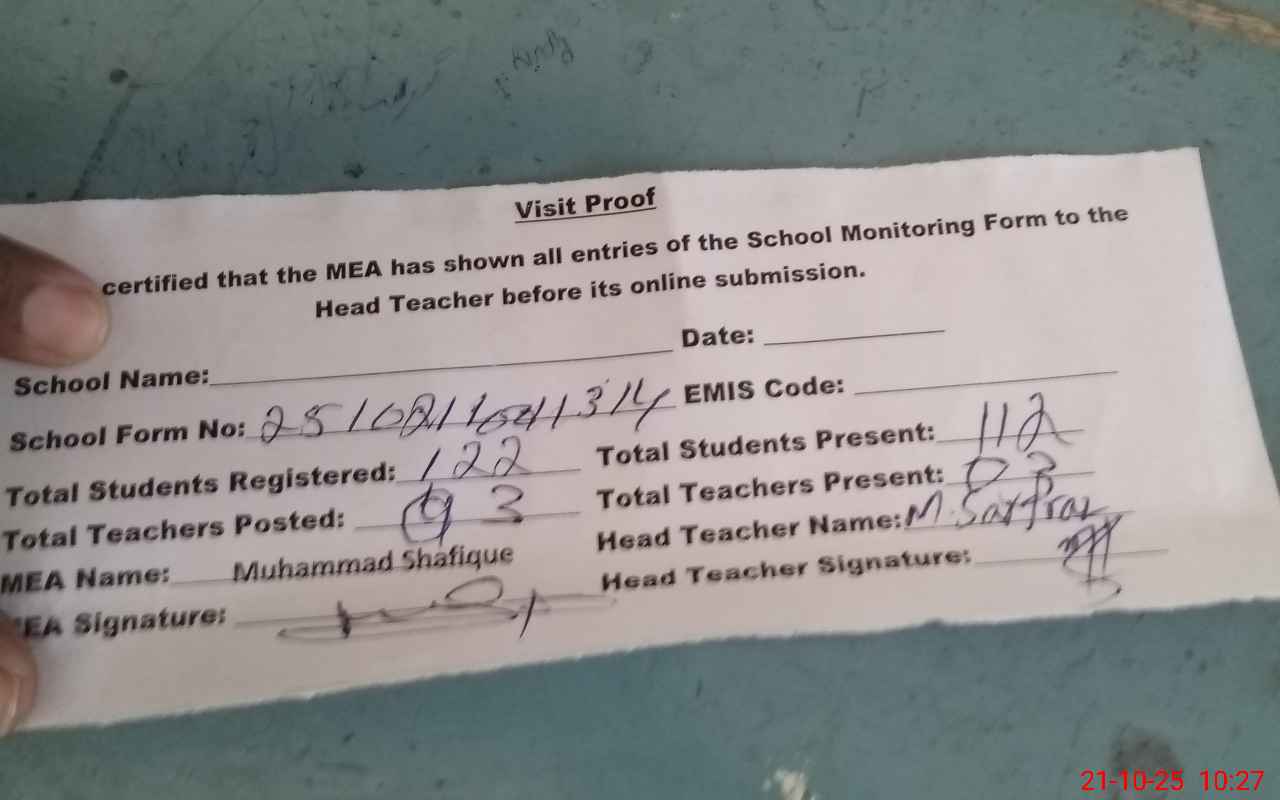 Visit Proof
certified that the MEA has shown all entries of the School Monitoring Form to the
Head Teacher before its online submission.
School Name: Date:
School Form No: EMIS Code:
Total Students Registered: 122 Total Students Present: 112
Total Teachers Posted: 3 Total Teachers Present: 03
MEA Name: Muhammad Shafique Head Teacher Name: M. Sarfraz
EA Signature: Head Teacher Signature:
21-10-25 10:27